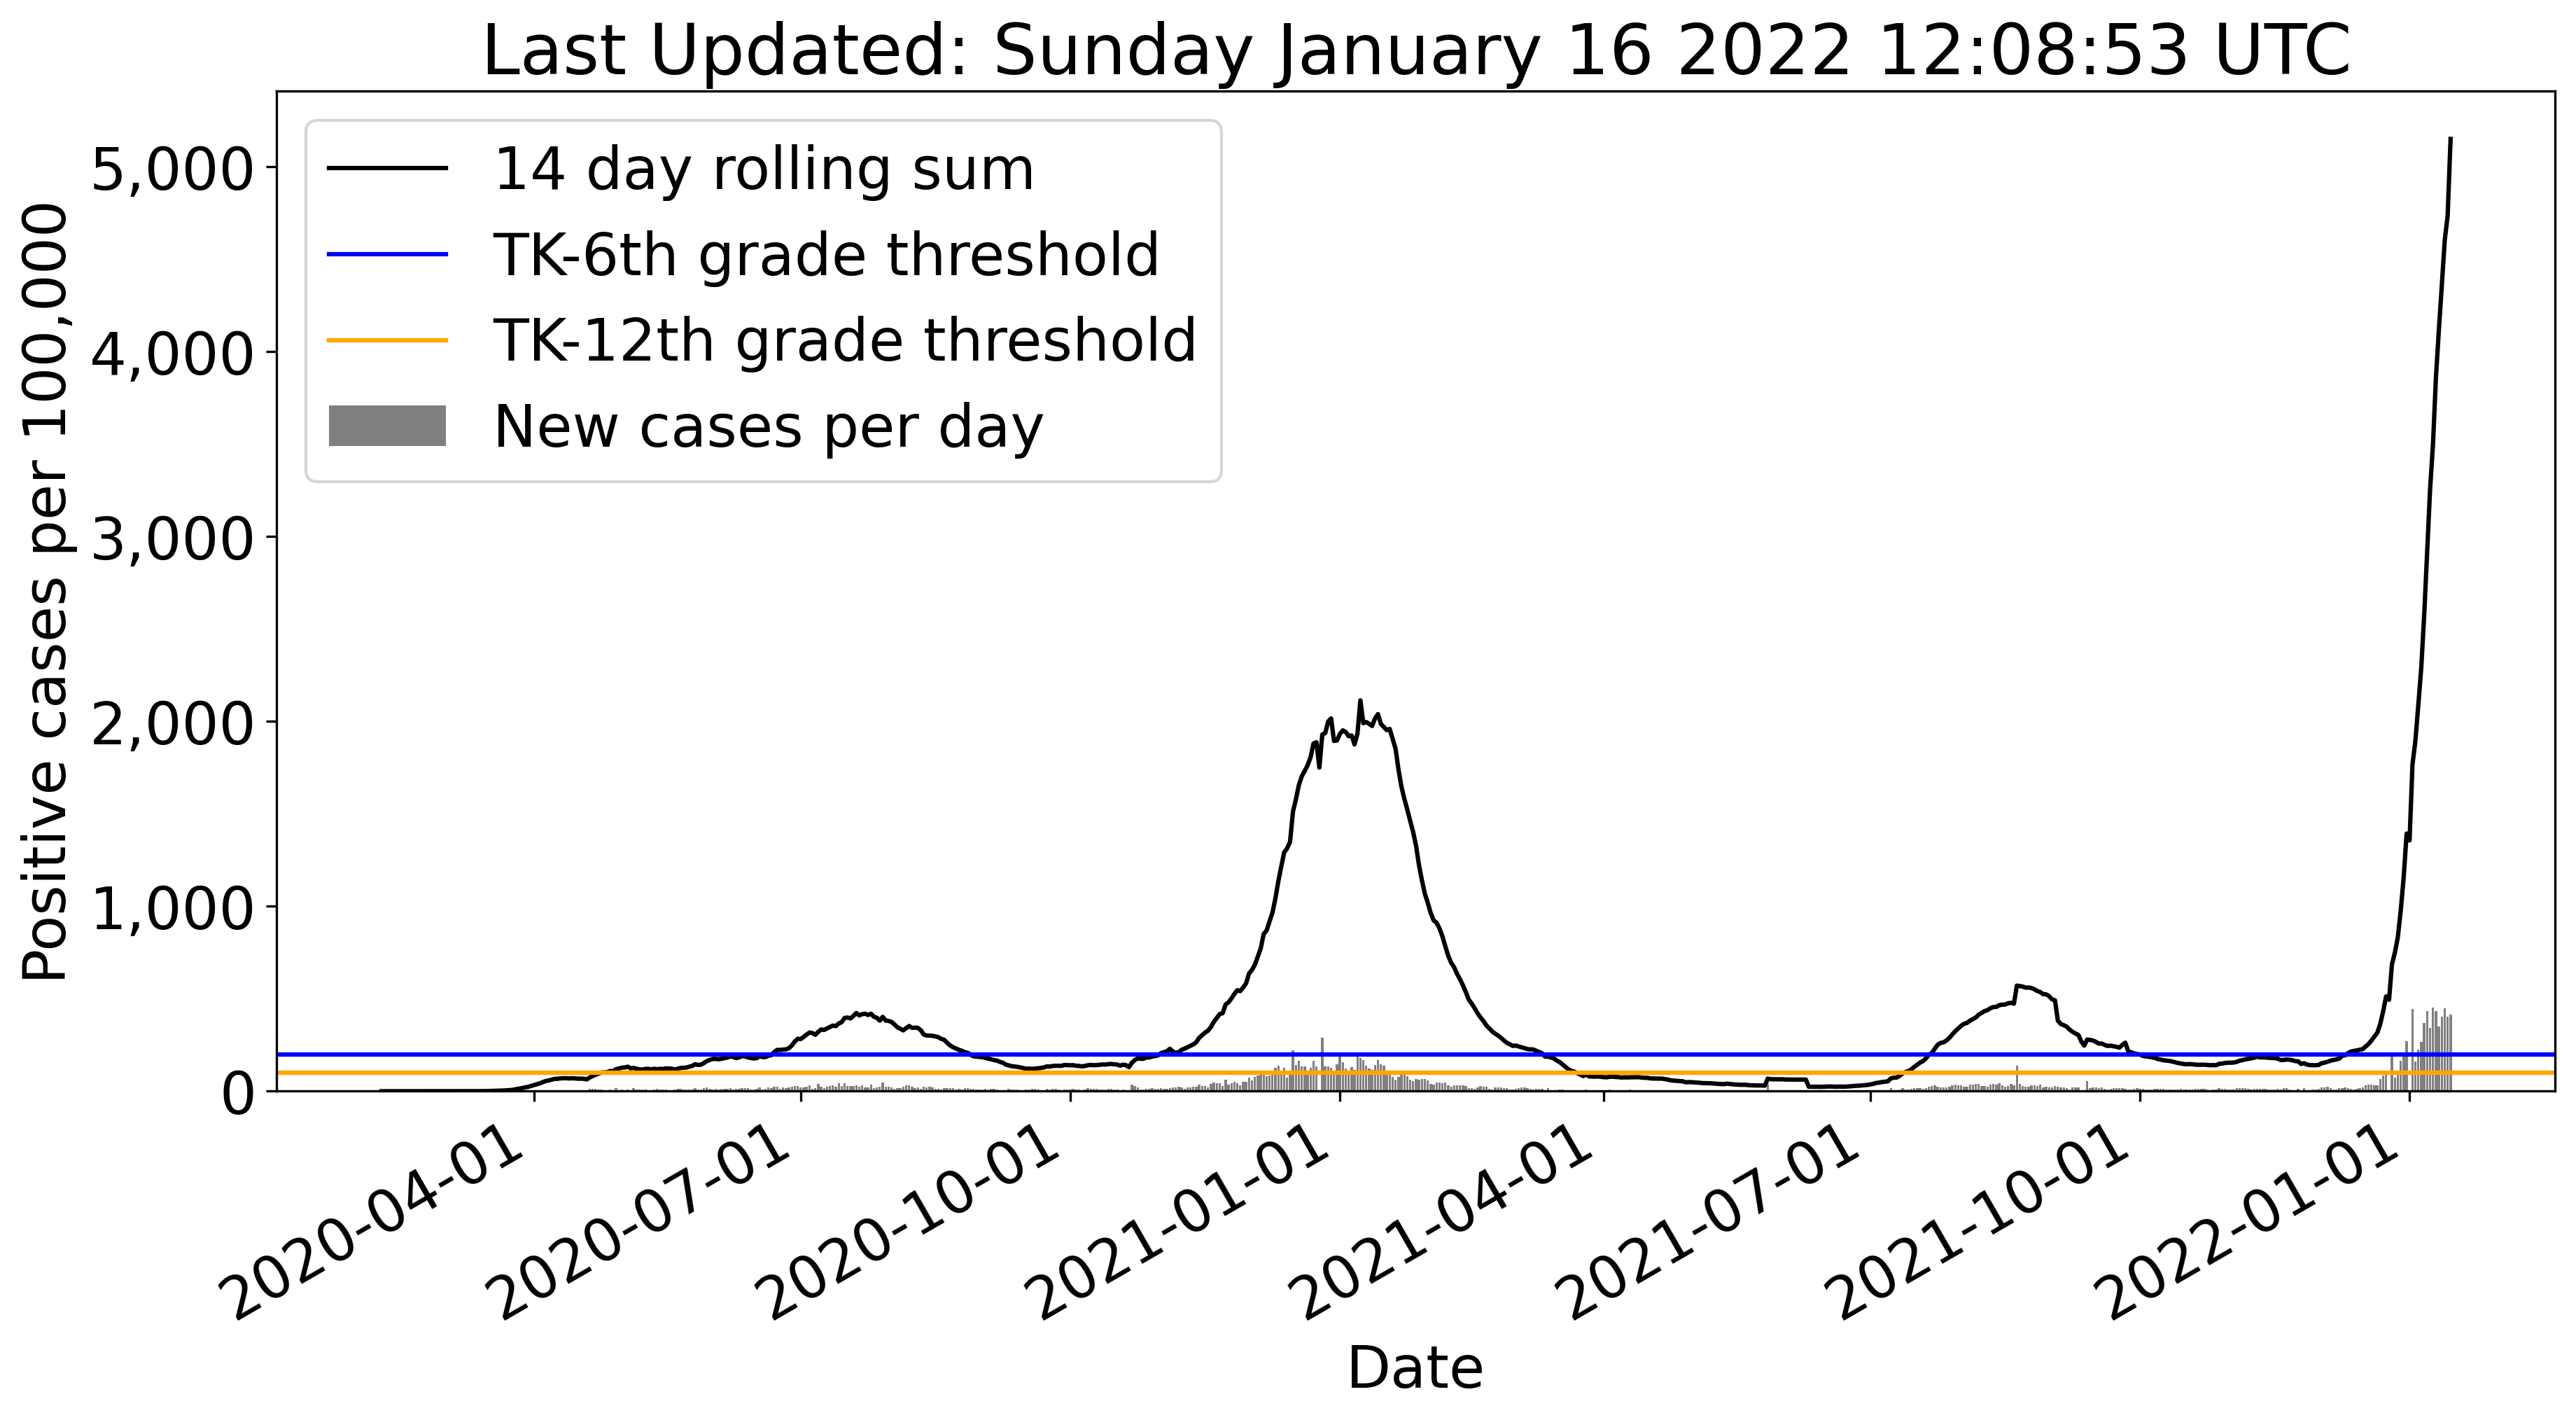 Last Updated: Sunday January 16 2022 12:08:53 UTC
14 day rolling sum
TK-6th grade threshold
TK-12th grade threshold
New cases per day
Positive cases per 100,000
5,000
4,000
3,000
2,000
1,000
0
2020-04-01
2020-07-01
2020-10-01
2021-01-01
2021-04-01
2021-07-01
2021-10-01
2022-01-01
Date